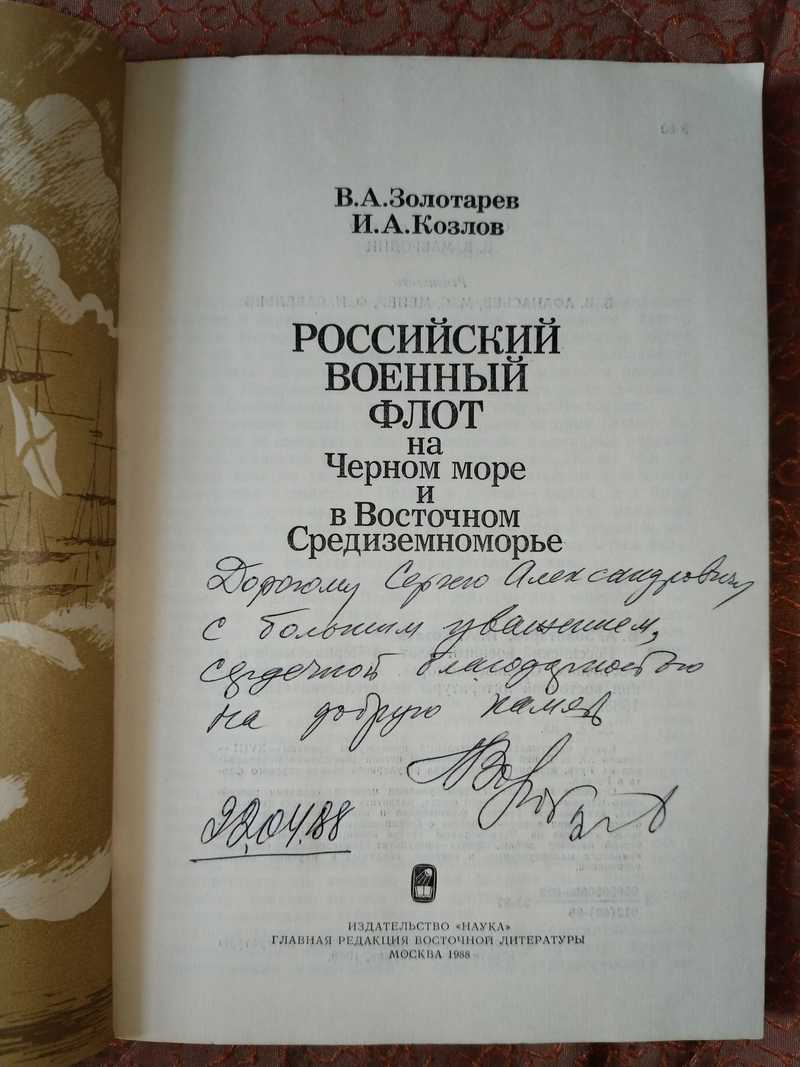 В.А.Золотарев
И.А.Козлов
РОССИЙСКИЙ
ВОЕННЫЙ
ФЛОТ
на
Черном море
и
в Восточном
Средиземноморье
Дорогому Сергею Александровичу
с большим уважением,
сердечной благодарностью
на добрую память
22.04.88
ИЗДАТЕЛЬСТВО «НАУКА»
ГЛАВНАЯ РЕДАКЦИЯ ВОСТОЧНОЙ ЛИТЕРАТУРЫ
МОСКВА 1988